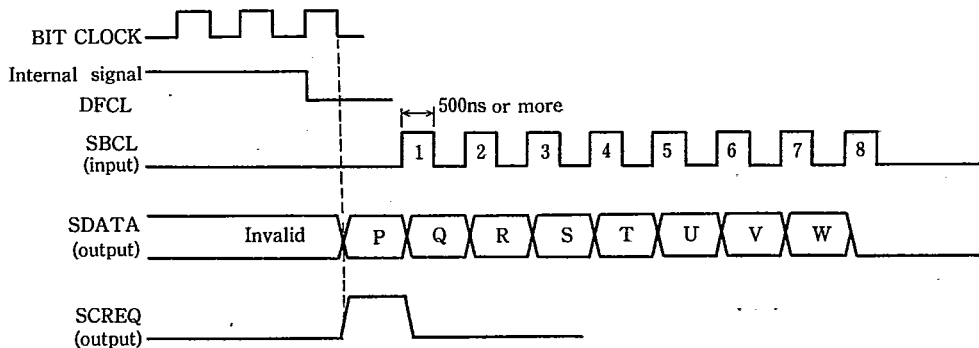 BIT CLOCK
Internal signal
DFCL
500ns or more
SBCL
(input)
1 2 3 4 5 6 7 8
SDATA
(output)
Invalid P Q R S T U V W
SCREQ
(output)